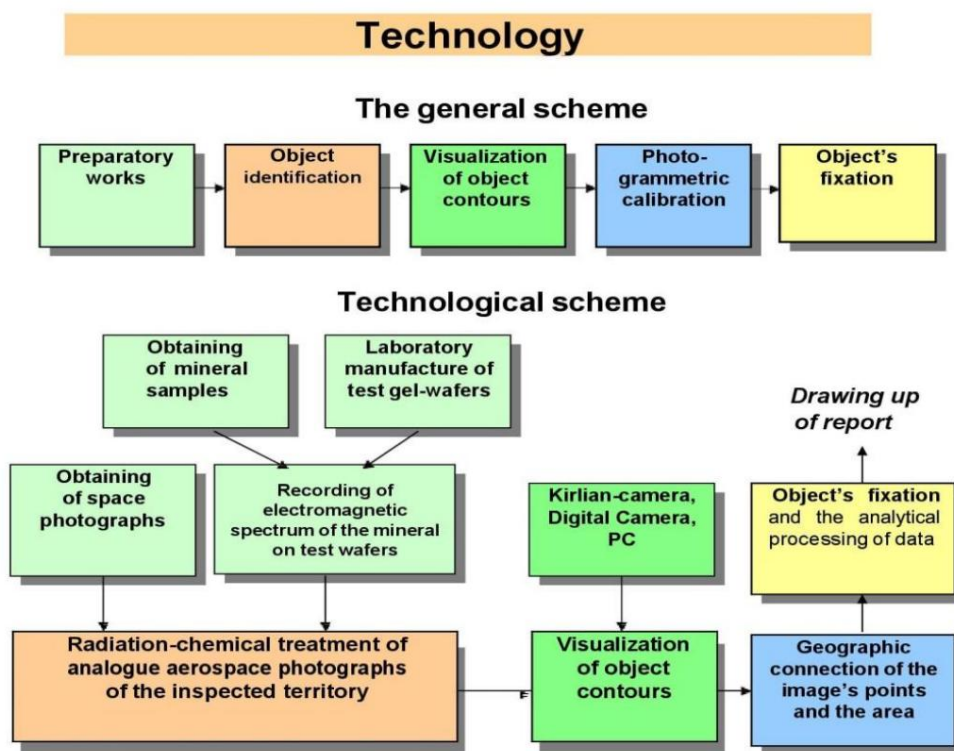 Technology
The general scheme
Preparatory
works
Object
identification
Visualization
of object
contours
Photo-
grammetric
calibration
Object's
fixation
Technological scheme
Obtaining
of mineral
samples
Laboratory
manufacture of
test gel-wafers
Drawing up
of report
Obtaining
of space
photographs
Recording of
electromagnetic
spectrum of the mineral
on test wafers
Kirlian-camera,
Digital Camera,
PC
Object's fixation
and the analytical
processing of data
Radiation-chemical treatment of
analogue aerospace photographs
of the inspected territory
Visualization
of object
contours
Geographic
connection of the
image's points
and the area